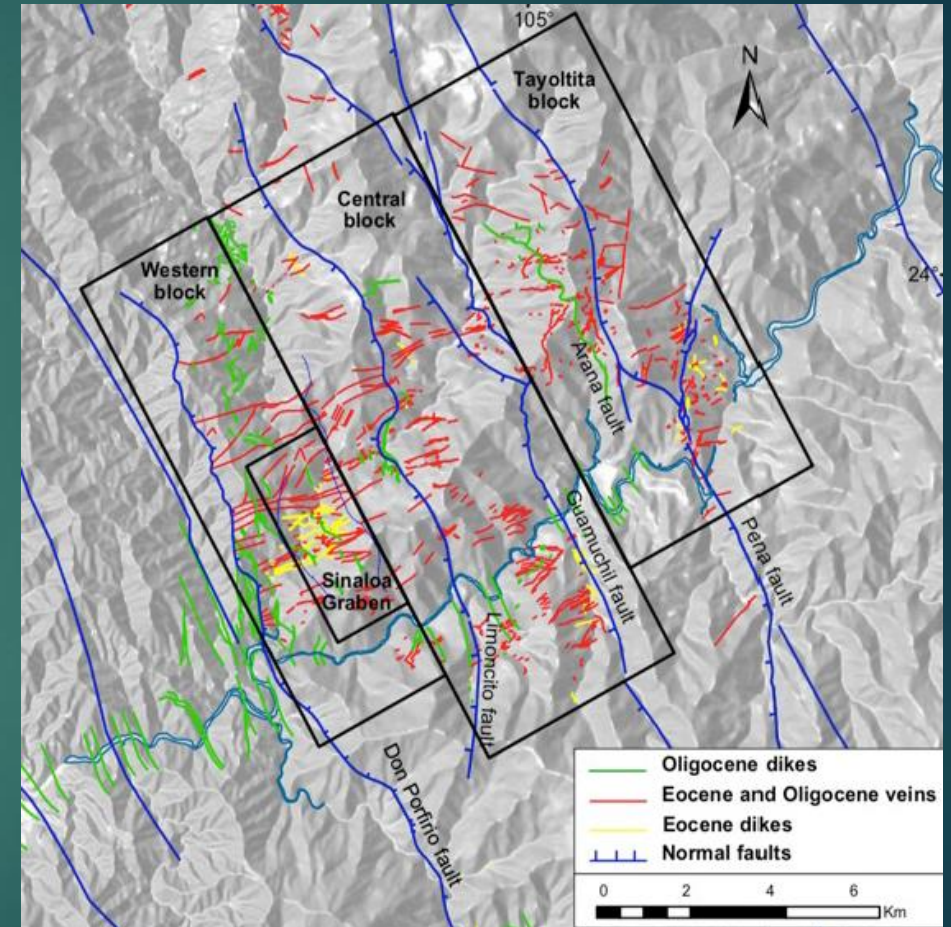 105°
N
Tayoltita
block
Central
block
Western
block
24°
Arana fault
Guamuchil fault
Pena fault
Sinaloa
Graben
Limoncito fault
Don Porfirio fault
Oligocene dikes
Eocene and Oligocene veins
Eocene dikes
Normal faults
0 2 4 6
Km